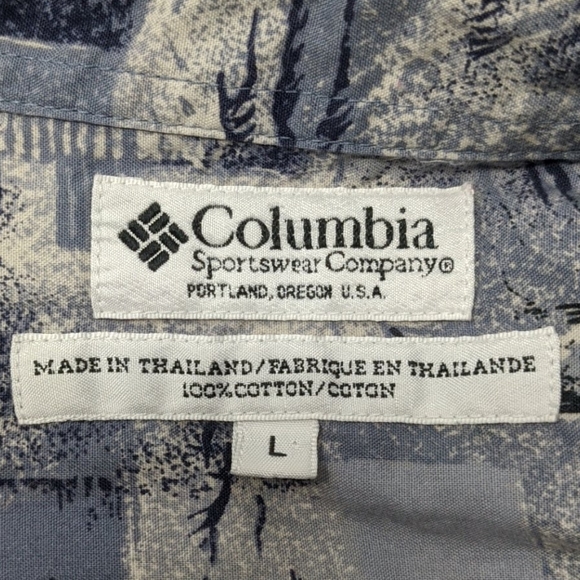 Columbia
Sportswear Company®
PORTLAND, OREGON U.S.A.
MADE IN THAILAND/FABRIQUE EN THAILANDE
100% COTTON/COTON
L